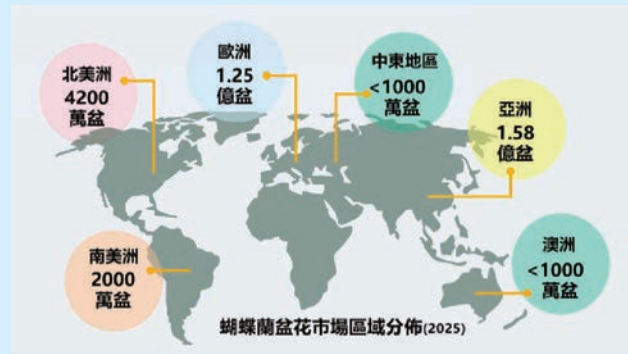 北美洲
4200
萬盆
歐洲
1.25
億盆
中東地區
<1000
萬盆
亞洲
1.58
億盆
南美洲
2000
萬盆
澳洲
<1000
萬盆
蝴蝶蘭盆花市場區域分佈(2025)